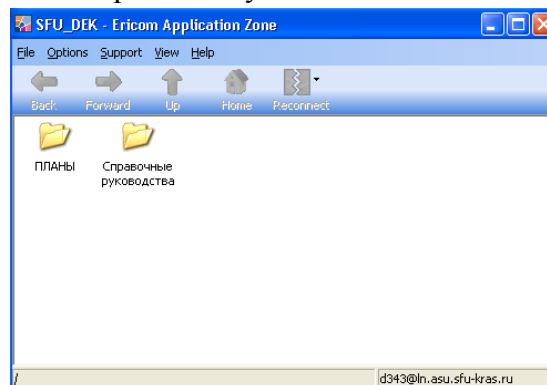 SFU_DEK - Ericom Application Zone
File Options Support View Help
Back Forward Up Home Reconnect
ПЛАНЫ
Справочные
руководства
/
d343@ln.asu.sfu-kras.ru